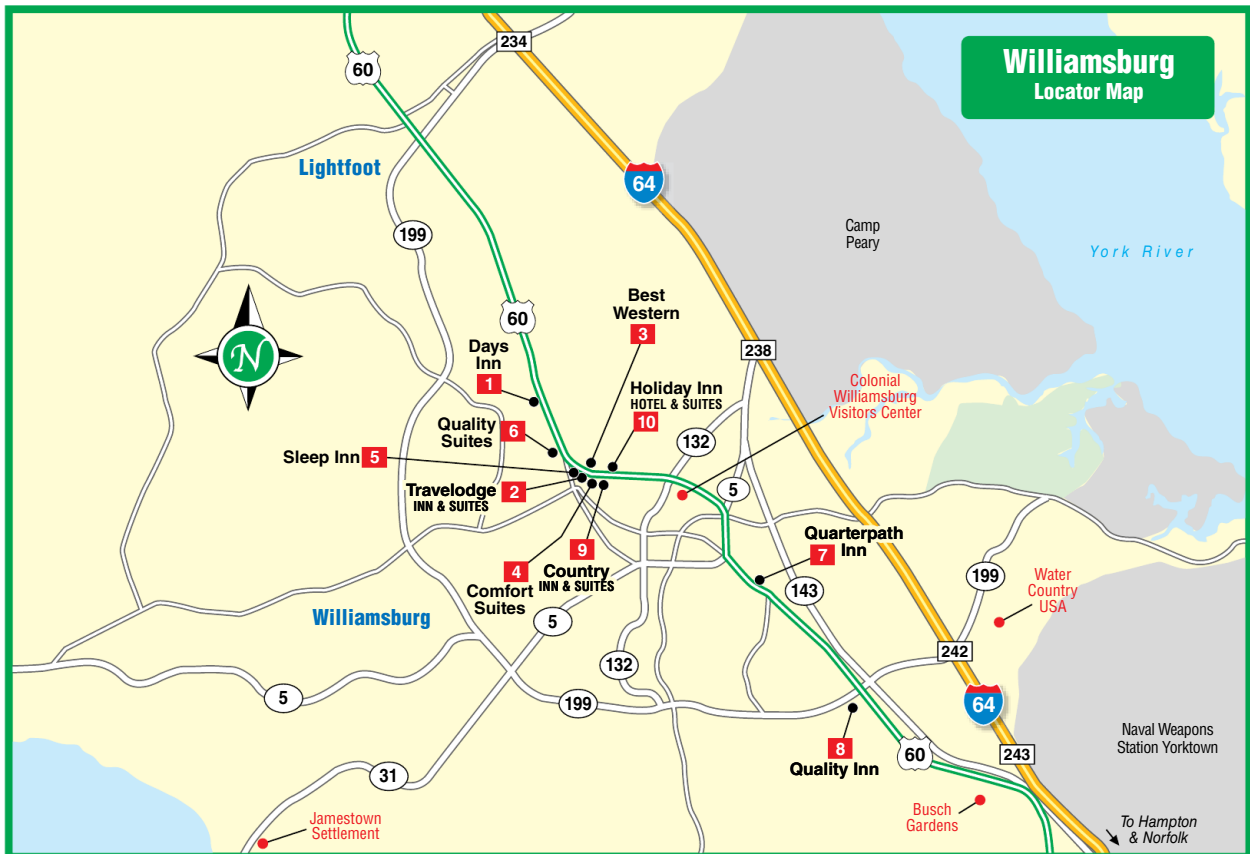 Williamsburg
Locator Map
234
60
Lightfoot
64
Camp
Peary
York River
199
60
Best
Western
3
Days
Inn
1
238
Holiday Inn
HOTEL & SUITES
10
Colonial
Williamsburg
Visitors Center
Quality
Suites
6
132
Sleep Inn
5
Travelodge
INN & SUITES
2
5
N
9
Country
INN & SUITES
4
Comfort
Suites
Quarterpath
Inn
7
143
199
Water
Country
USA
Williamsburg
5
132
242
5
199
64
8
Quality Inn
60
243
Naval Weapons
Station Yorktown
31
Jamestown
Settlement
Busch
Gardens
To Hampton
& Norfolk